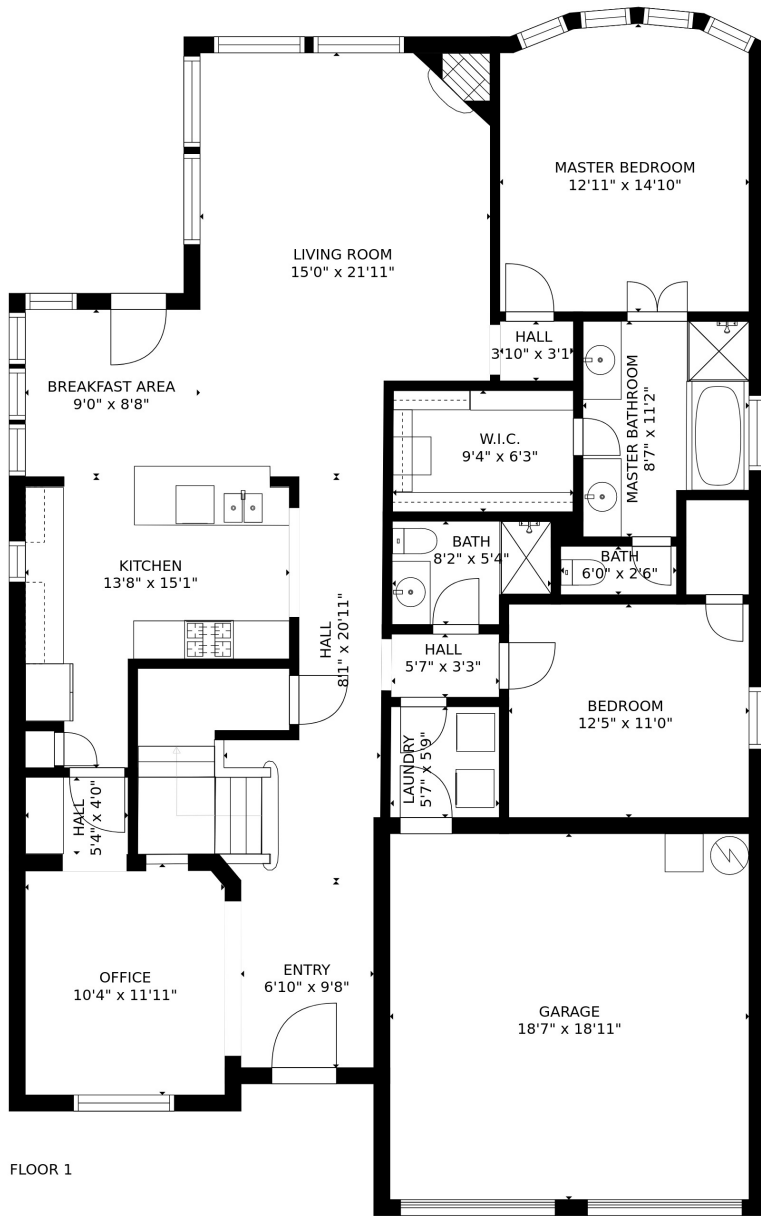 MASTER BEDROOM
12'11" x 14'10"
LIVING ROOM
15'0" x 21'11"
HALL
3'10" x 3'1"
BREAKFAST AREA
9'0" x 8'8"
MASTER BATHROOM
8'7" x 11'2"
W.I.C.
9'4" x 6'3"
BATH
8'2" x 5'4"
BATH
6'0" x 2'6"
KITCHEN
13'8" x 15'1"
HALL
8'1" x 20'11"
HALL
5'7" x 3'3"
BEDROOM
12'5" x 11'0"
LAUNDRY
5'7" x 5'9"
HALL
5'4" x 4'0"
OFFICE
10'4" x 11'11"
ENTRY
6'10" x 9'8"
GARAGE
18'7" x 18'11"
FLOOR 1